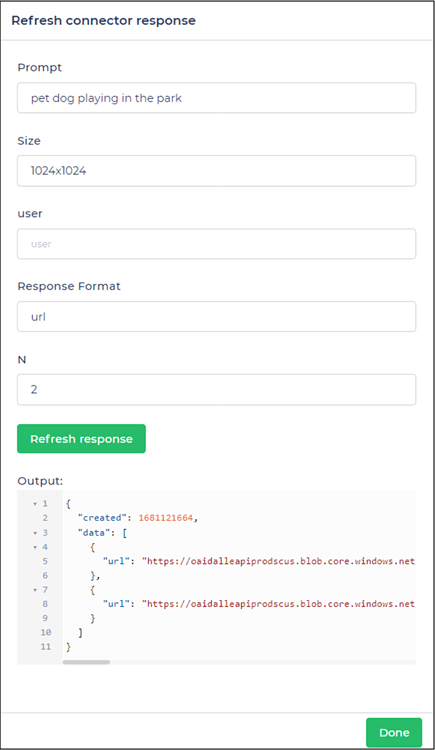 Refresh connector response
Prompt
pet dog playing in the park
Size
1024x1024
user
user
Response Format
url
N
2
Refresh response
Output:
1 {
2 "created": 1681121664,
3 "data": [
4 {
5 "url": "https://oaidalleapiprodscus.blob.core.windows.net
6 },
7 {
8 "url": "https://oaidalleapiprodscus.blob.core.windows.net
9 }
10 ]
11 }
Done